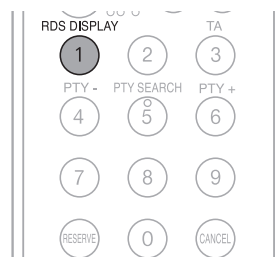 RDS DISPLAY TA
1 2 3
PTY - PTY SEARCH PTY +
4 5 6
7 8 9
RESERVE 0 CANCEL